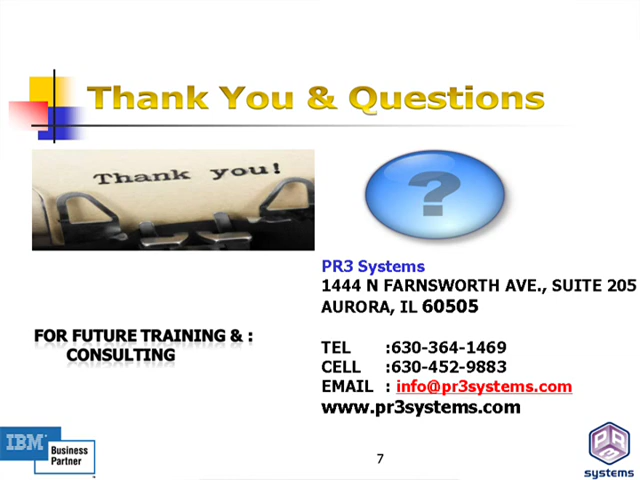 Thank You & Questions
Thank you!
?
PR3 Systems
1444 N FARNSWORTH AVE., SUITE 205
AURORA, IL 60505
FOR FUTURE TRAINING & :
CONSULTING
TEL :630-364-1469
CELL :630-452-9883
EMAIL : info@pr3systems.com
www.pr3systems.com
IBM
Business
Partner
7
systems